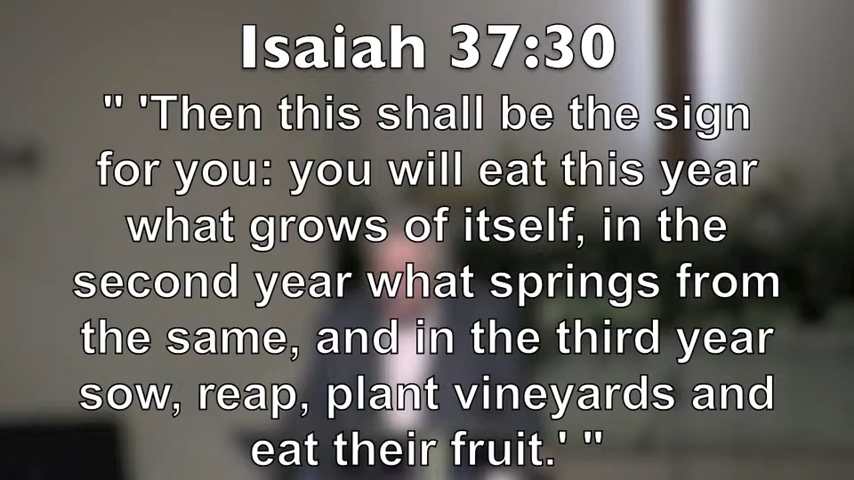 Isaiah 37:30
" 'Then this shall be the sign
for you: you will eat this year
what grows of itself, in the
second year what springs from
the same, and in the third year
sow, reap, plant vineyards and
eat their fruit.' "